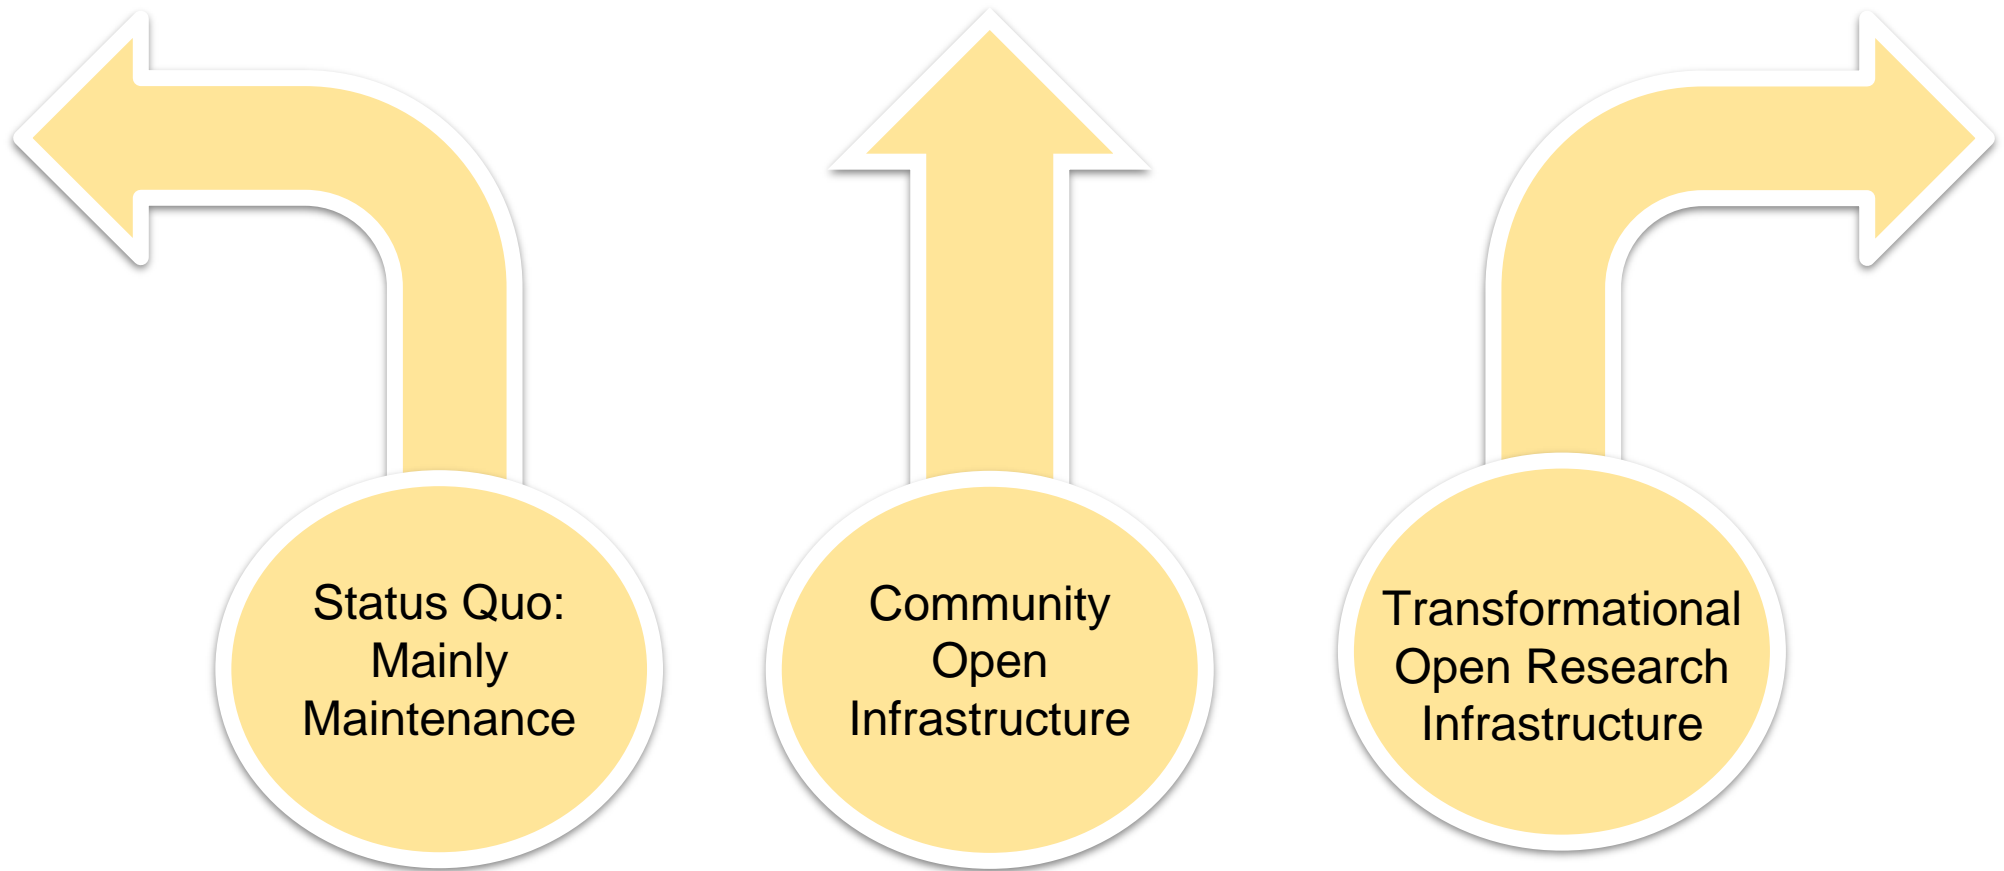 Status Quo:
Mainly
Maintenance
Community
Open
Infrastructure
Transformational
Open Research
Infrastructure